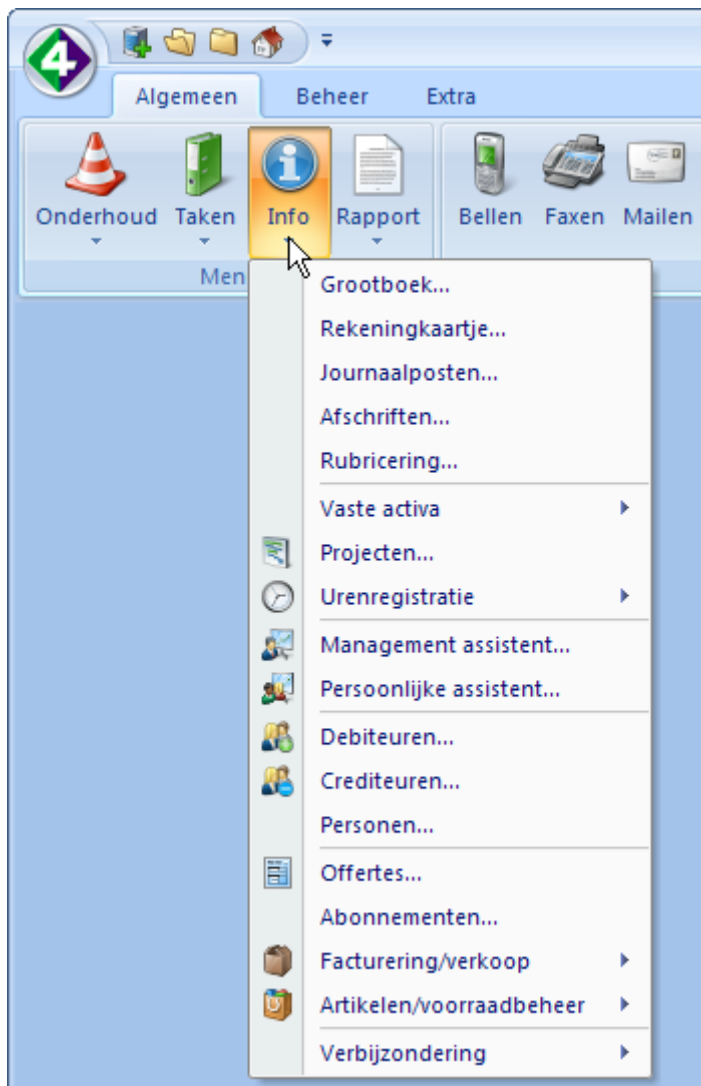 4
Algemeen Beheer Extra
Onderhoud Taken Info Rapport Bellen Faxen Mailen
Men
Grootboek...
Rekeningkaartje...
Journaalposten...
Afschriften...
Rubricering...
Vaste activa
Projecten...
Urenregistratie
Management assistent...
Persoonlijke assistent...
Debiteuren...
Crediteuren...
Personen...
Offertes...
Abonnementen...
Facturering/verkoop
Artikelen/voorraadbeheer
Verbijzondering